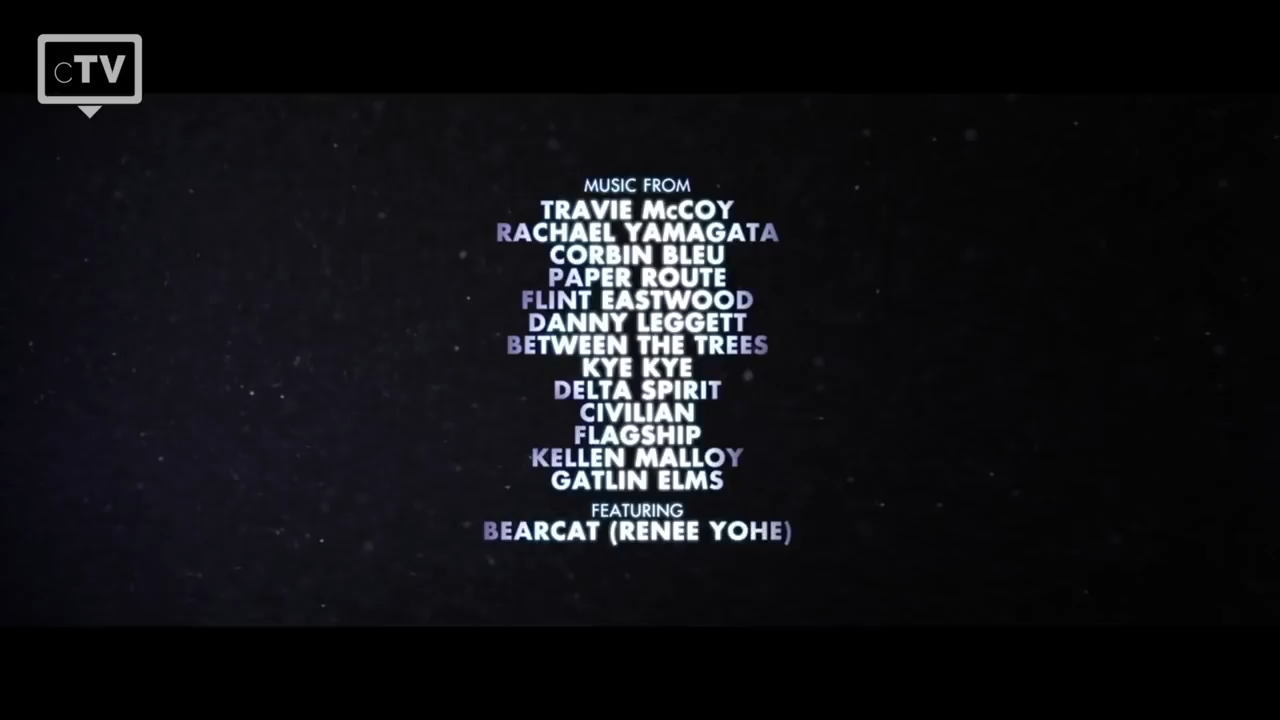 cTV
MUSIC FROM
TRAVIE McCOY
RACHAEL YAMAGATA
CORBIN BLEU
PAPER ROUTE
FLINT EASTWOOD
DANNY LEGGETT
BETWEEN THE TREES
KYE KYE
DELTA SPIRIT
CIVILIAN
FLAGSHIP
KELLEN MALLOY
GATLIN ELMS
FEATURING
BEARCAT (RENEE YOHE)